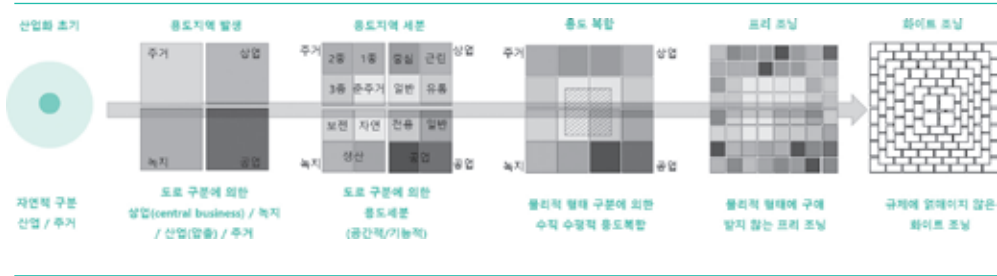 산업화 초기
용도지역 발생
용도지역 세분
용도 복합
프리 조닝
화이트 조닝
주거
상업
녹지
공업
주거
2종
1종
중심
근린
상업
3종
준주거
일반
유통
보전
자연
전용
일반
녹지
생산
공업
공업
주거
상업
녹지
공업
자연적 구분
산업 / 주거
도로 구분에 의한
상업(central business) / 녹지
/ 산업(압출) / 주거
도로 구분에 의한
용도세분
(공간적/기능적)
물리적 형태 구분에 의한
수직 수평적 용도복합
물리적 형태에 구애
받지 않는 프리 조닝
규제에 얽매이지 않은
화이트 조닝